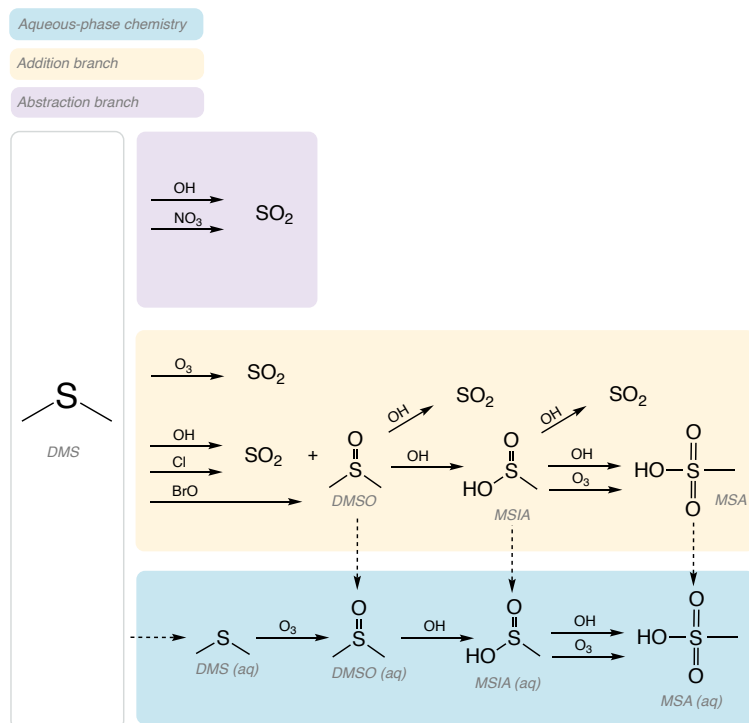 Aqueous-phase chemistry
Addition branch
Abstraction branch
OH
NO3
SO2
O3
SO2
S
DMS
OH
Cl
BrO
SO2
+
O
S
DMSO
OH
SO2
OH
O
S
HO
MSIA
OH
SO2
OH
O3
O
HO S
O
MSA
S
DMS (aq)
O3
O
S
DMSO (aq)
OH
O
S
HO
MSIA (aq)
OH
O3
O
HO S
O
MSA (aq)